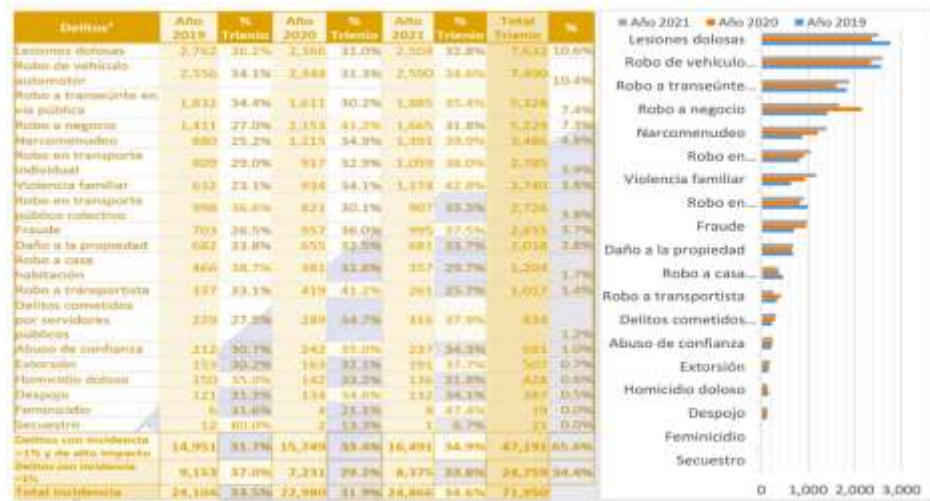 Delitos*
Año 2019
%
Trienio
Año 2020
%
Trienio
Año 2021
%
Trienio
Total
Trienio
%
Lesiones dolosas 2,762 36.2% 2,366 31.0% 2,504 32.8% 7,632 10.6%
Robo de vehículo
automotor 2,556 34.1% 2,344 31.3% 2,590 34.6% 7,490 10.4%
Robo a transeúnte en
vía pública 34.4% 1,611 30.2% 1,885 35.4% 5,328 7.4%
Robo a negocio 1,411 27.0% 2,153 41.2% 1,665 31.8% 5,229 7.3%
Narcomenudeo 880 25.2% 1,215 34.9% 1,391 39.9% 3,486 4.8%
Robo en transporte
individual 809 29.0% 917 32.9% 1,059 38.0% 2,785 3.9%
Violencia familiar 632 23.1% 934 34.1% 1,174 42.8% 2,740 3.8%
Robo en transporte
público colectivo 998 36.6% 821 30.1% 907 33.3% 2,726 3.8%
Fraude 703 26.5% 957 36.0% 995 37.5% 2,655 3.7%
Daño a la propiedad 682 33.8% 655 32.5% 681 33.7% 2,018 2.8%
Robo a casa
habitación 466 38.7% 381 31.6% 357 29.7% 1,204 1.7%
Robo a transportista 337 33.1% 419 41.2% 261 25.7% 1,017 1.4%
Delitos cometidos
por servidores
públicos 229 27.5% 289 34.7% 316 37.9% 834 1.2%
Abuso de confianza 212 30.7% 242 35.0% 237 34.3% 691 1.0%
Extorsión 153 30.2% 163 32.1% 191 37.7% 507 0.7%
Homicidio doloso 150 35.0% 142 33.2% 136 31.8% 428 0.6%
Despojo 121 31.3% 134 34.6% 132 34.1% 387 0.5%
Feminicidio 6 31.6% 4 21.1% 9 47.4% 19 0.0%
Secuestro 12 80.0% 2 13.3% 1 6.7% 15 0.0%
Delitos con incidencia
>1% y de alto impacto 14,951 31.7% 15,749 33.4% 16,491 34.9% 47,191 65.6%
Delitos con incidencia
<1% 9,153 37.0% 7,231 29.2% 8,375 33.8% 24,759 34.4%
Total Incidencia 24,104 33.5% 22,980 31.9% 24,866 34.6% 71,950
Año 2021 Año 2020 Año 2019
Lesiones dolosas
Robo de vehículo...
Robo a transeúnte...
Robo a negocio
Narcomenudeo
Robo en...
Violencia familiar
Robo en...
Fraude
Daño a la propiedad
Robo a casa...
Robo a transportista
Delitos cometidos...
Abuso de confianza
Extorsión
Homicidio doloso
Despojo
Feminicidio
Secuestro
0 1,000 2,000 3,000